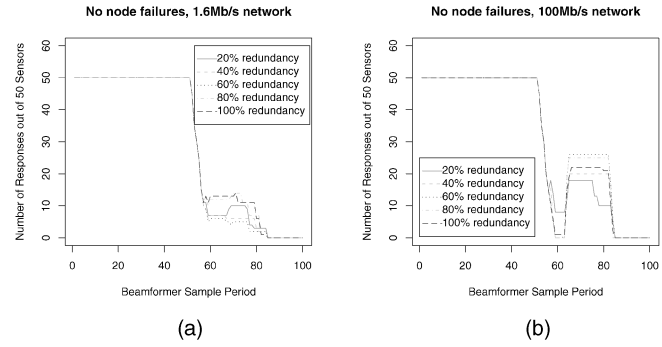 No node failures, 1.6Mb/s network
Number of Responses out of 50 Sensors
60
50
40
30
20
10
0
20% redundancy
40% redundancy
60% redundancy
80% redundancy
100% redundancy
0 20 40 60 80 100
Beamformer Sample Period
(a)
No node failures, 100Mb/s network
Number of Responses out of 50 Sensors
60
50
40
30
20
10
0
20% redundancy
40% redundancy
60% redundancy
80% redundancy
100% redundancy
0 20 40 60 80 100
Beamformer Sample Period
(b)